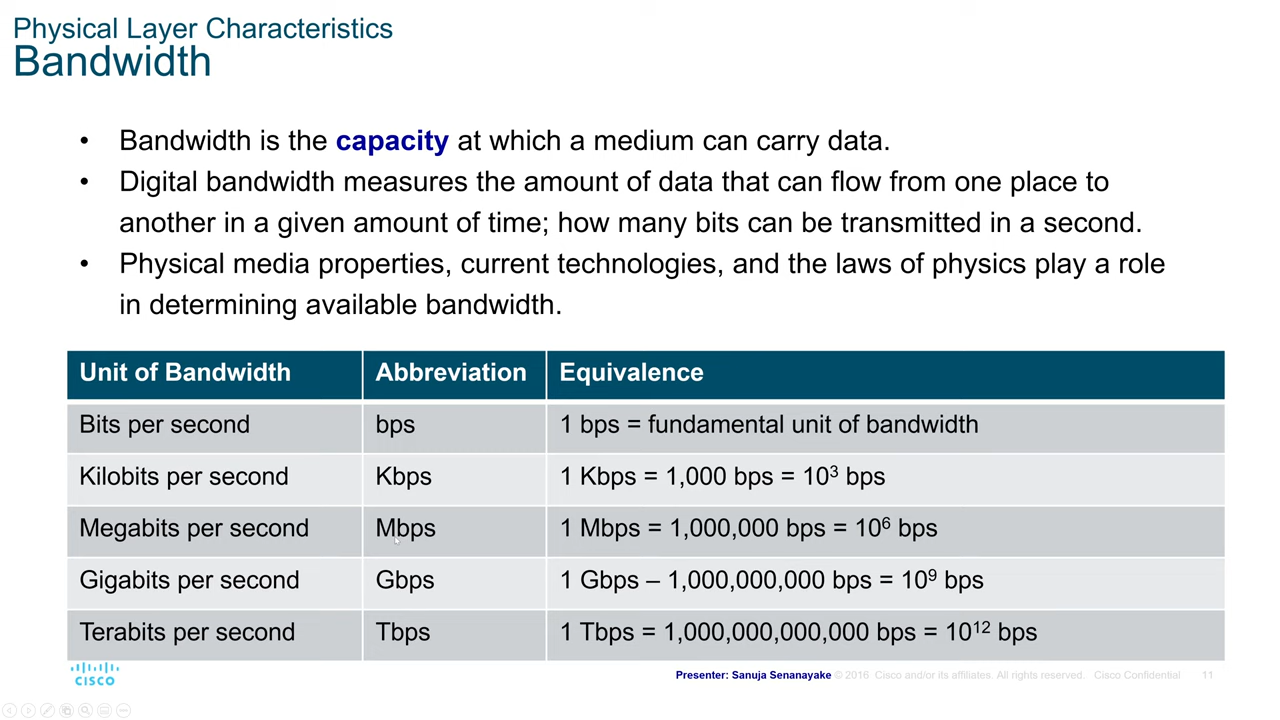 Physical Layer Characteristics
Bandwidth
• Bandwidth is the capacity at which a medium can carry data.
• Digital bandwidth measures the amount of data that can flow from one place to
another in a given amount of time; how many bits can be transmitted in a second.
• Physical media properties, current technologies, and the laws of physics play a role
in determining available bandwidth.
Unit of Bandwidth Abbreviation Equivalence
Bits per second bps 1 bps = fundamental unit of bandwidth
Kilobits per second Kbps 1 Kbps = 1,000 bps = 10³ bps
Megabits per second Mbps 1 Mbps = 1,000,000 bps = 10⁶ bps
Gigabits per second Gbps 1 Gbps – 1,000,000,000 bps = 10⁹ bps
Terabits per second Tbps 1 Tbps = 1,000,000,000,000 bps = 10¹² bps
CISCO
Presenter: Sanuja Senanayake © 2016 Cisco and/or its affiliates. All rights reserved. Cisco Confidential 11